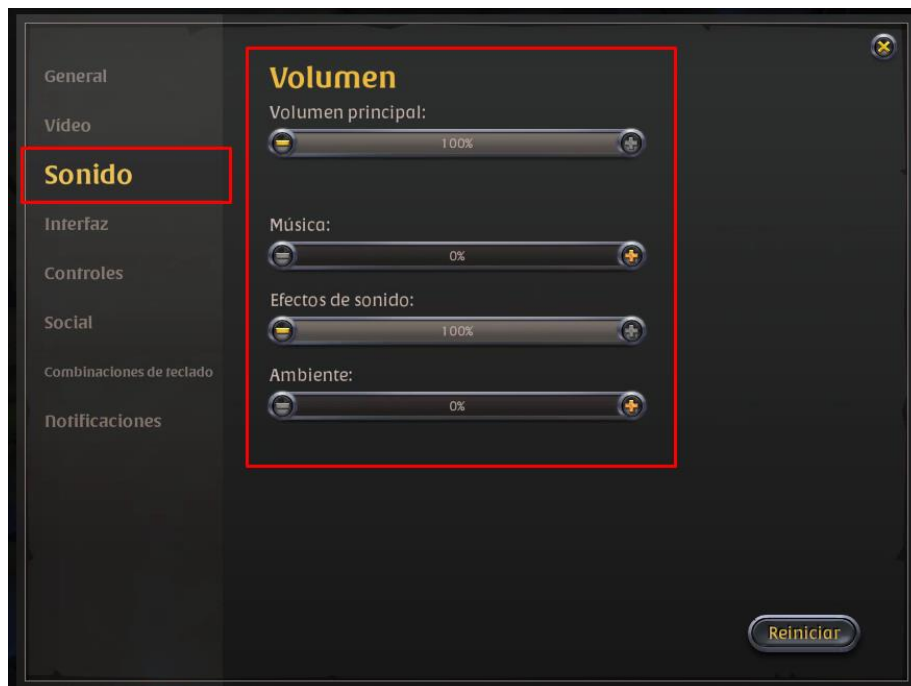 General
Vídeo
Sonido
Interfaz
Controles
Social
Combinaciones de teclado
Notificaciones
Volumen
Volumen principal:
100%
Música:
0%
Efectos de sonido:
100%
Ambiente:
0%
Reiniciar